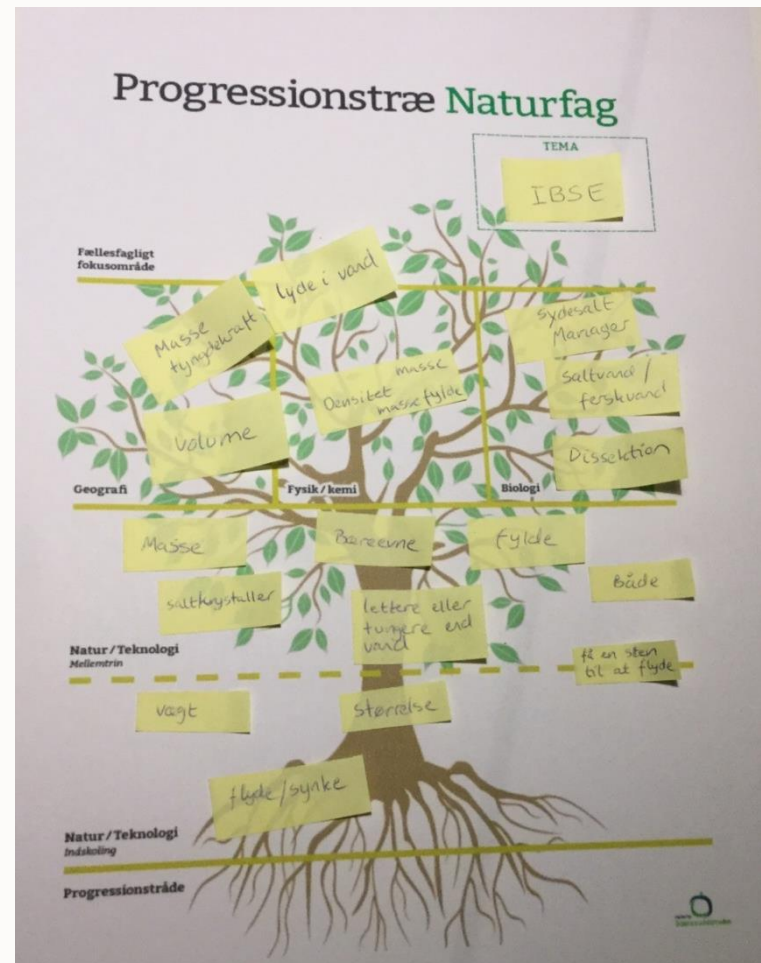 Progressionstræ Naturfag
TEMA
IBSE
Fællesfagligt
fokusområde
lyde i vand
Masse
tyngdekraft
Densitet masse
massefylde
Volume
sydesalt
Manager
saltvand /
ferskvand
Dissektion
Geografi
Fysik/kemi
Biologi
Masse
Bæreevne
Fylde
Både
saltkrystaller
lettere eller
tungere end
vand
få en sten
til at flyde
Natur/Teknologi
Mellemtrin
vægt
størrelse
flyde/synke
Natur/Teknologi
Indskoling
Progressionstråde